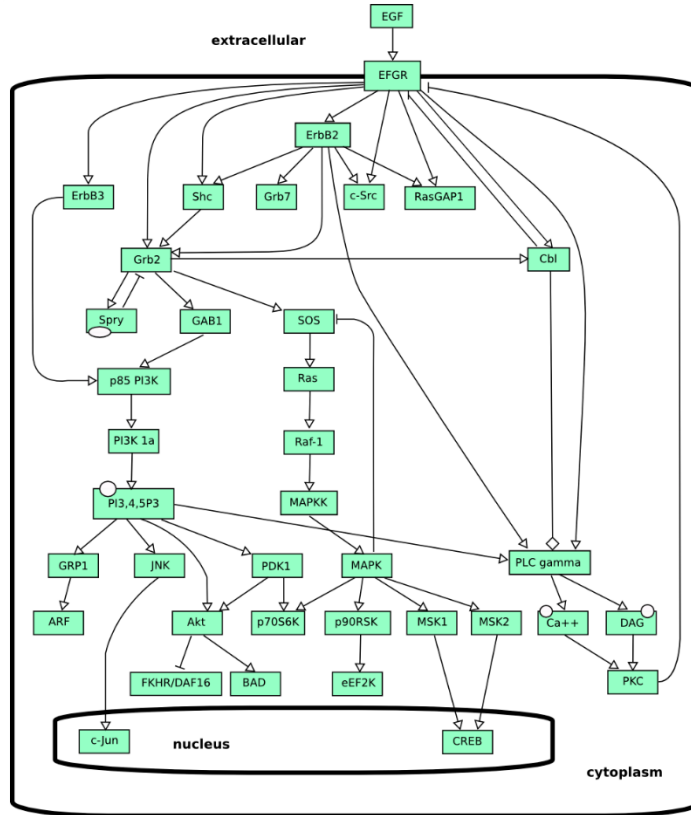 EGF
extracellular
EFGR
ErbB2
ErbB3
Shc
Grb7
c-Src
RasGAP1
Grb2
Cbl
Spry
GAB1
SOS
p85 PI3K
Ras
PI3K 1a
Raf-1
PI3,4,5P3
MAPKK
GRP1
JNK
PDK1
MAPK
PLC gamma
ARF
Akt
p70S6K
p90RSK
MSK1
MSK2
Ca++
DAG
FKHR/DAF16
BAD
eEF2K
PKC
c-Jun
nucleus
CREB
cytoplasm